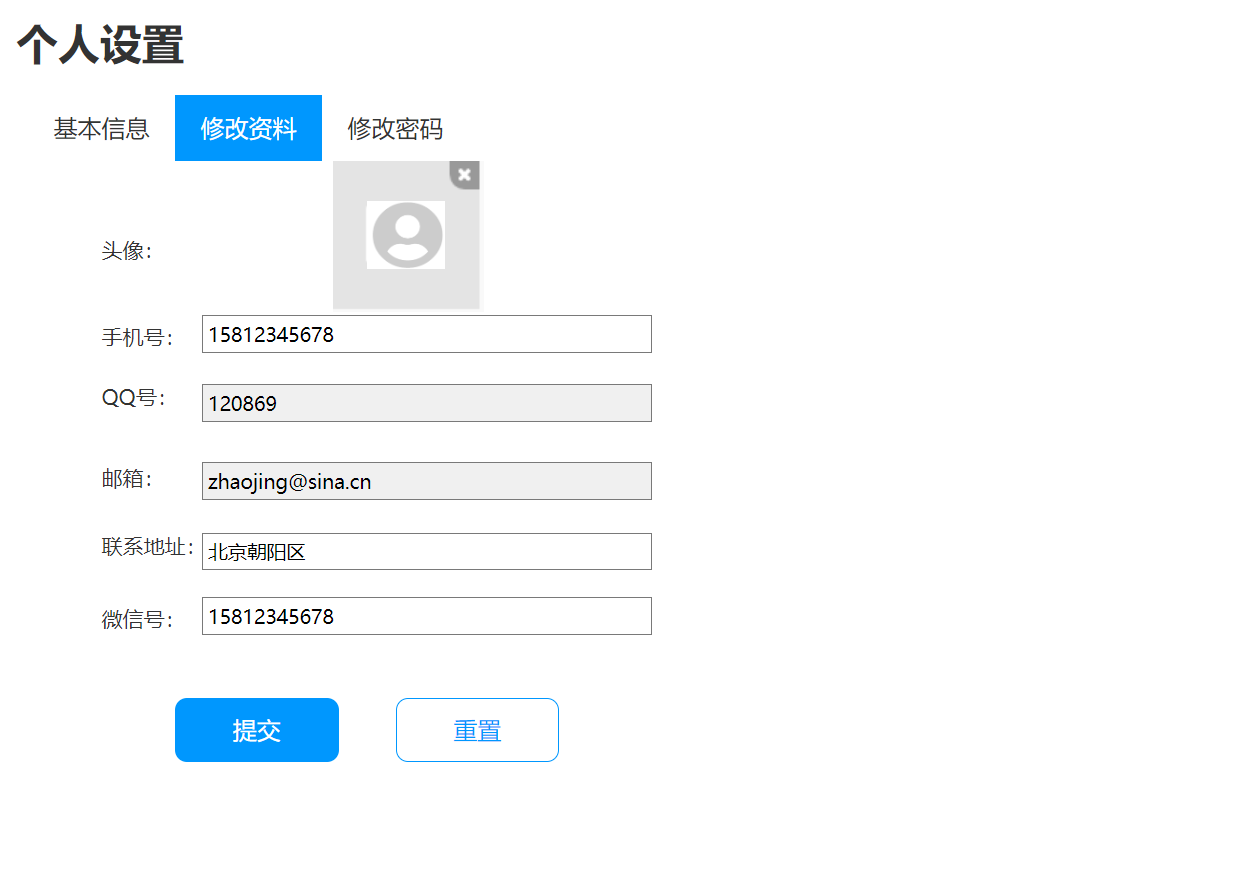 个人设置
基本信息 修改资料 修改密码
头像：
手机号： 15812345678
QQ号： 120869
邮箱： zhaojing@sina.cn
联系地址： 北京朝阳区
微信号： 15812345678
提交 重置